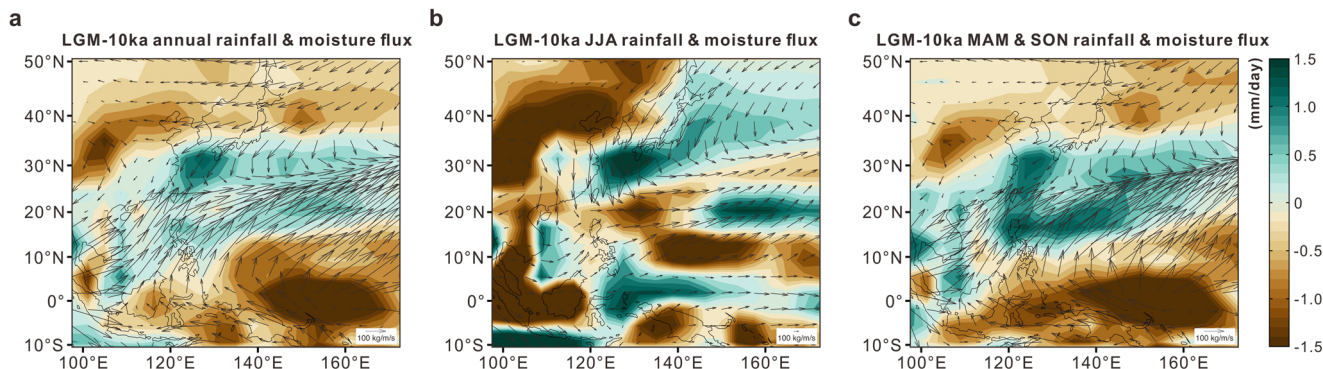 a
LGM-10ka annual rainfall & moisture flux
50°N
40°N
30°N
20°N
10°N
0°
10°S
100°E
120°E
140°E
160°E
100 kg/m/s
b
LGM-10ka JJA rainfall & moisture flux
50°N
40°N
30°N
20°N
10°N
0°
10°S
100°E
120°E
140°E
160°E
100 kg/m/s
c
LGM-10ka MAM & SON rainfall & moisture flux
50°N
40°N
30°N
20°N
10°N
0°
10°S
100°E
120°E
140°E
160°E
100 kg/m/s
(mm/day)
1.5
1.0
0.5
0
-0.5
-1.0
-1.5